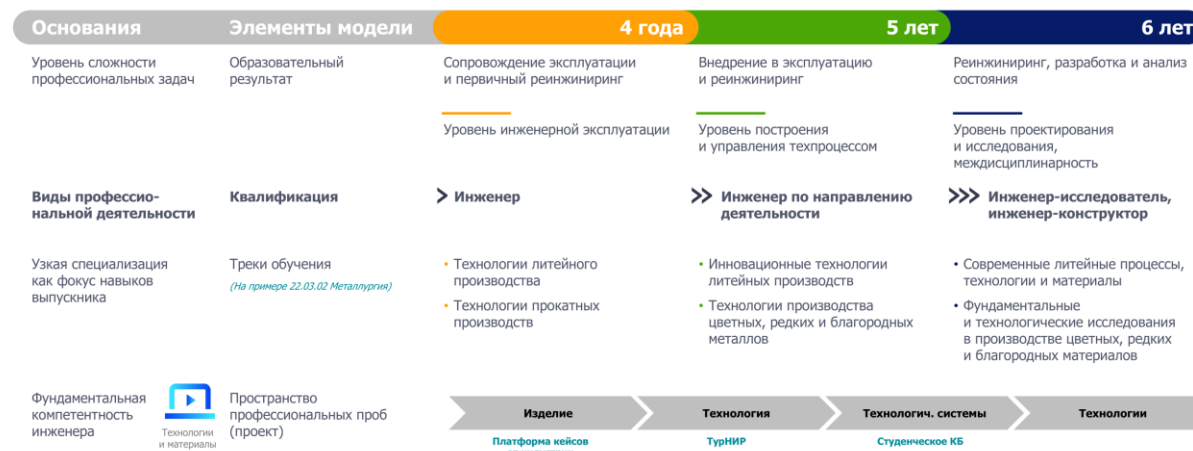 Основания
Элементы модели
4 года
5 лет
6 лет
Уровень сложности
профессиональных задач
Образовательный
результат
Сопровождение эксплуатации
и первичный реинжиниринг
Внедрение в эксплуатацию
и реинжиниринг
Реинжиниринг, разработка и анализ
состояния
Уровень инженерной эксплуатации
Уровень построения
и управления техпроцессом
Уровень проектирования
и исследования,
междисциплинарность
Виды профессио-
нальной деятельности
Квалификация
Инженер
Инженер по направлению
деятельности
Инженер-исследователь,
инженер-конструктор
Узкая специализация
как фокус навыков
выпускника
Треки обучения
(На примере 22.03.02 Металлургия)
• Технологии литейного
производства
• Технологии прокатных
производств
• Инновационные технологии
литейных производств
• Технологии производства
цветных, редких и благородных
металлов
• Современные литейные процессы,
технологии и материалы
• Фундаментальные
и технологические исследования
в производстве цветных, редких
и благородных материалов
Фундаментальная
компетентность
инженера
Технологии
и материалы
Пространство
профессиональных проб
(проект)
Изделие
Технология
Технологич. системы
Технологии
Платформа кейсов
ТурНИР
Студенческое КБ